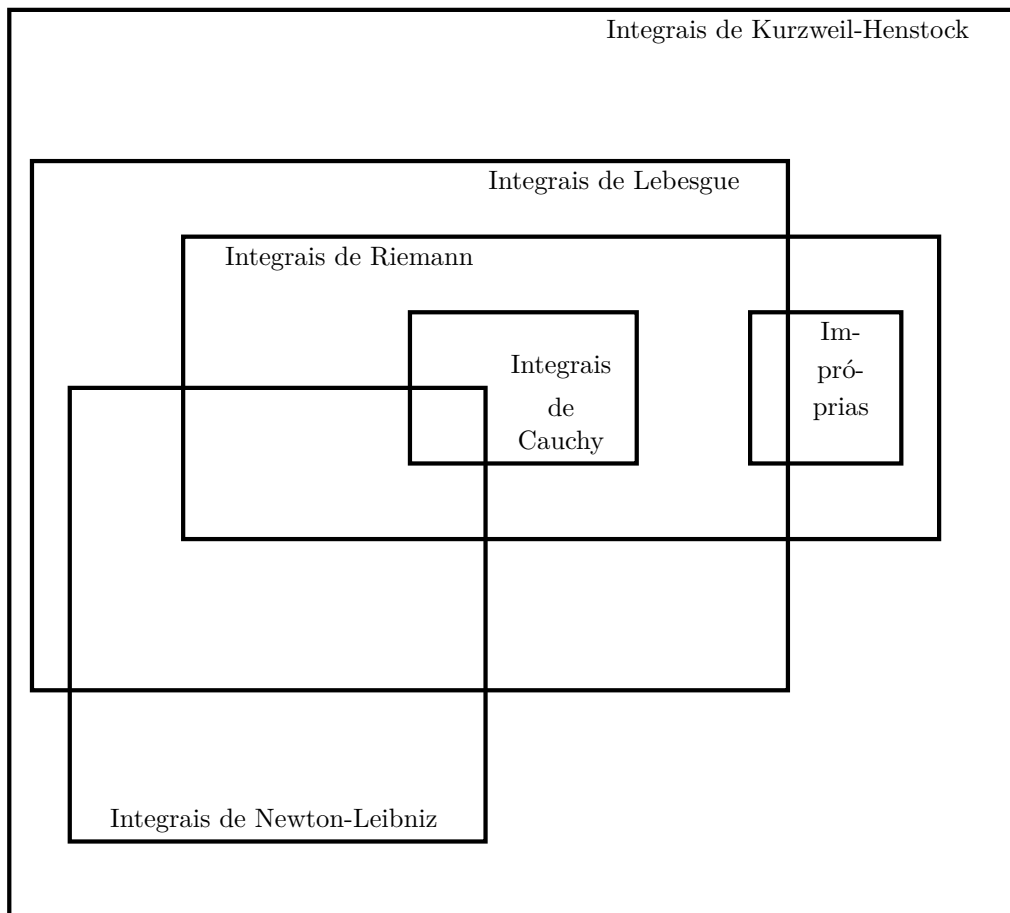 Integrais de Kurzweil-Henstock
Integrais de Lebesgue
Integrais de Riemann
Integrais
de
Cauchy
Im-
pró-
prias
Integrais de Newton-Leibniz